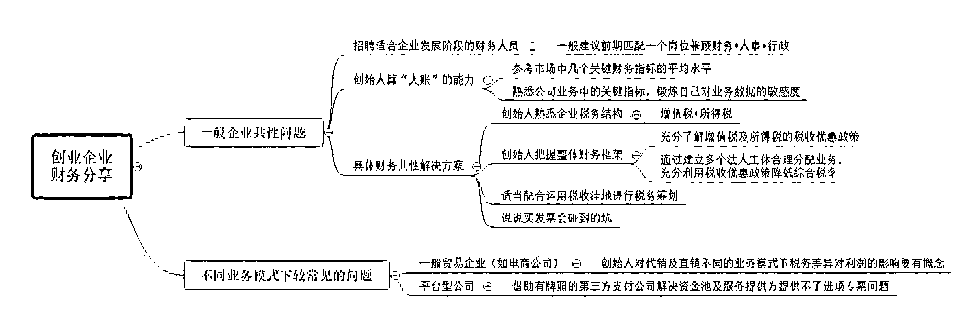 创业企业
财务分享
一般企业共性问题
招聘适合企业发展阶段的财务人员
一般建议前期匹配一个岗位兼顾财务+人事+行政
创始人算“大账”的能力
参考市场中几个关键财务指标的平均水平
熟悉公司业务中的关键指标,锻炼自己对业务数据的敏感度
具体财务共性解决方案
创始人熟悉企业税务结构
增值税+所得税
创始人把握整体财务框架
充分了解增值税及所得税的税收优惠政策
通过建立多个法人主体合理分配业务,
充分利用税收优惠政策降低综合税率
适当配合运用税收洼地进行税务筹划
说说买发票会碰到的坑
不同业务模式下较常见的问题
一般贸易企业(如电商公司)
创始人对代销及直销不同的业务模式下税务差异对利润的影响要有概念
平台型公司
借助有牌照的第三方支付公司解决资金池及服务提供方提供不了进项专票问题